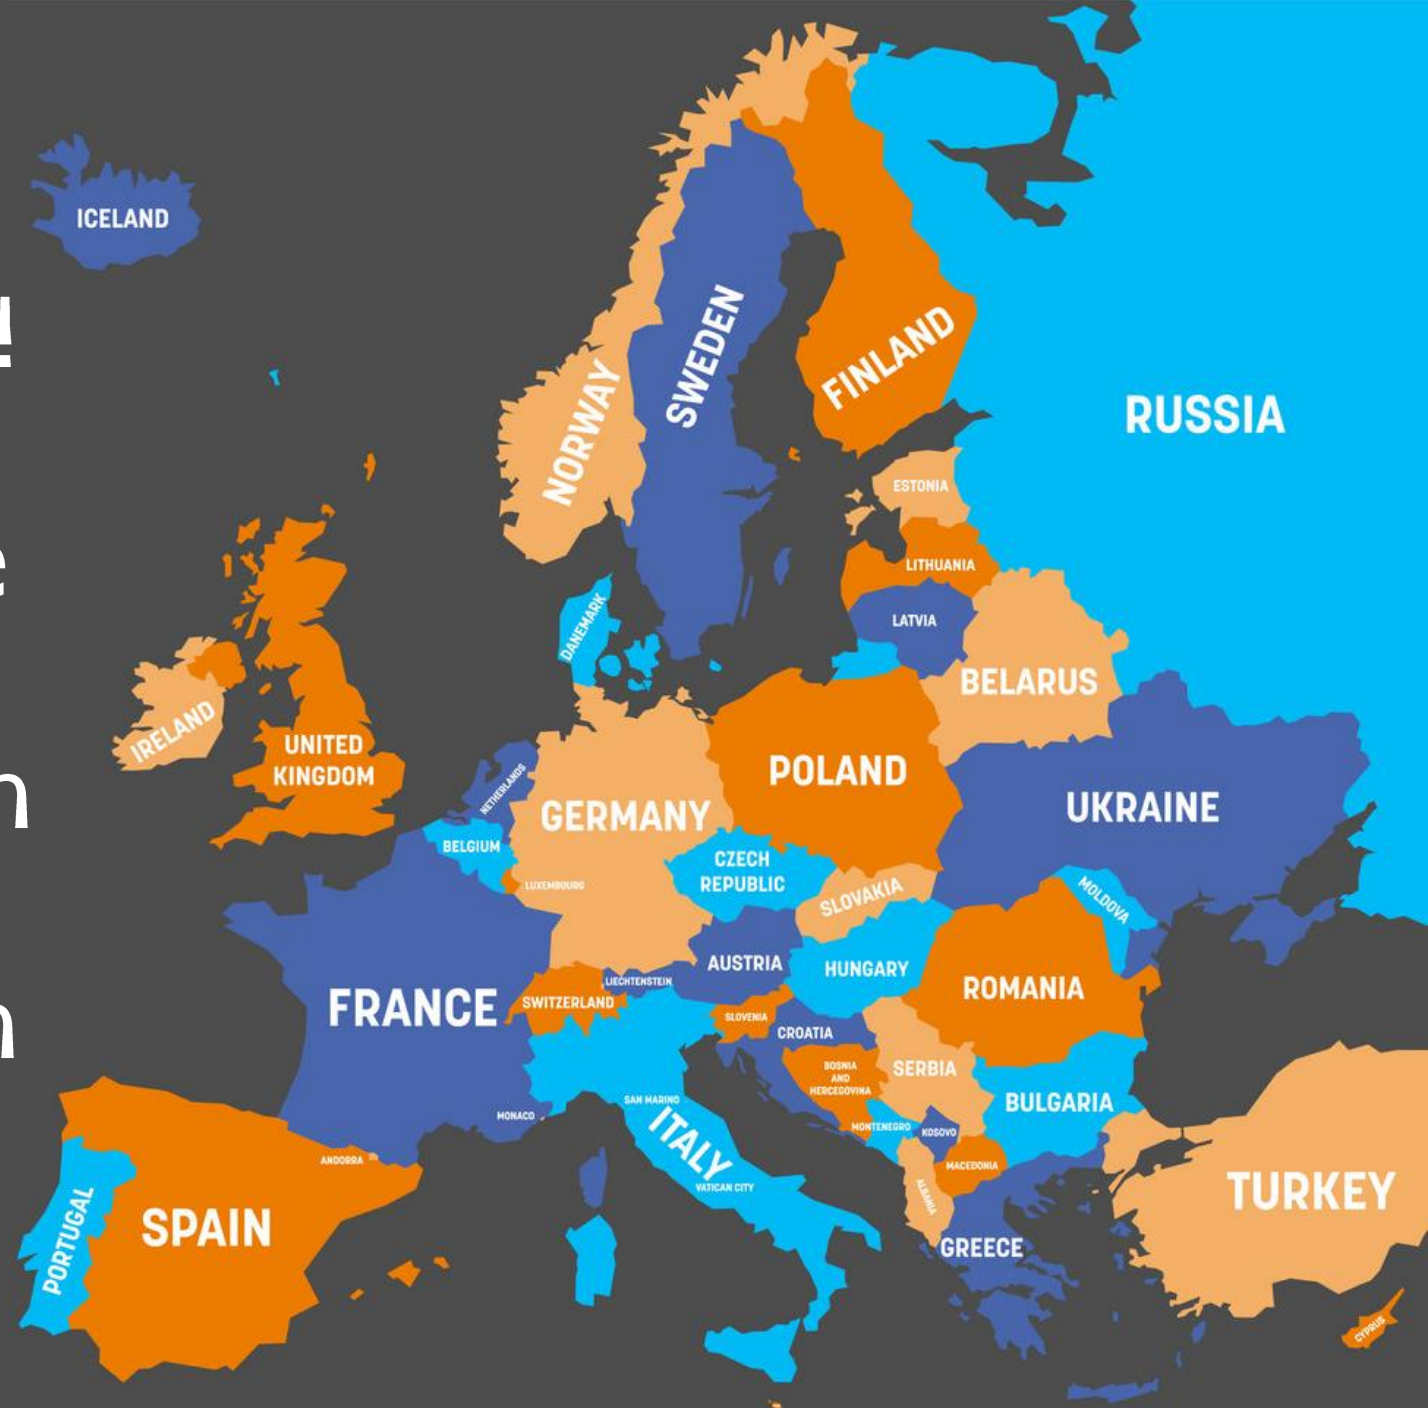 ICELAND
!
SWEDEN
FINLAND
NORWAY
RUSSIA
ESTONIA
e
LITHUANIA
DANEMARK
LATVIA
BELARUS
IRELAND
UNITED
KINGDOM
NETHERLANDS
n
GERMANY
POLAND
UKRAINE
BELGIUM
CZECH
REPUBLIC
LUXEMBOURG
SLOVAKIA
MOLDOVA
AUSTRIA
HUNGARY
LIECHTENSTEIN
FRANCE
SWITZERLAND
ROMANIA
n
SLOVENIA
CROATIA
BOSNIA
AND
HERCEGOVINA
SERBIA
SAN MARINO
BULGARIA
MONACO
ITALY
MONTENEGRO
KOSOVO
ANDORRA
MACEDONIA
VATICAN CITY
ALBANIA
TURKEY
PORTUGAL
SPAIN
GREECE
CYPRUS